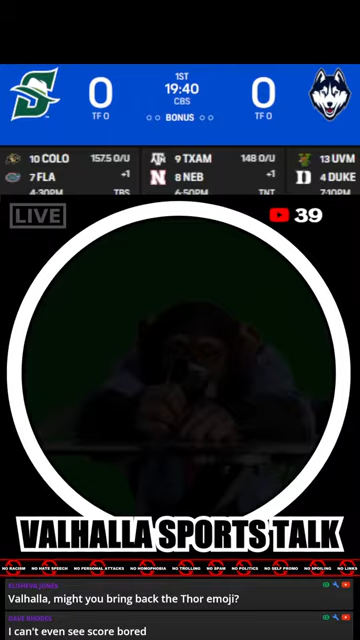 S
0
TF 0
1ST
19:40
CBS
BONUS
0
TF 0
10 COLO 157.5 O/U
7 FLA +1
4:30PM TBS
ATM 9 TXAM 148 O/U
N 8 NEB +1
6:50PM TNT
13 UVM
D 4 DUKE
7:10PM
LIVE
39
VALHALLA SPORTS TALK
NO RACISM NO HATE SPEECH NO PERSONAL ATTACKS NO HOMOPHOBIA NO TROLLING NO SPAM NO POLITICS NO SELF PROMO NO SPOILING NO LINKS
ELISHEVA JONES
Valhalla, might you bring back the Thor emoji?
DAVE RHODES
I can't even see score bored